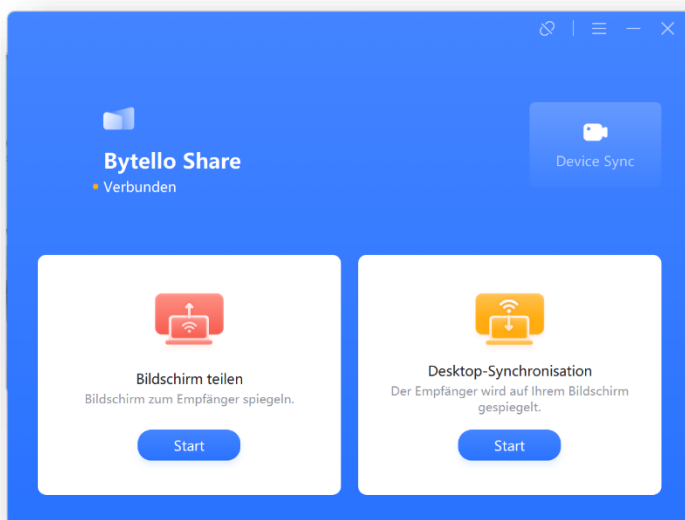 Bytello Share
Verbunden
Device Sync
Bildschirm teilen
Bildschirm zum Empfänger spiegeln.
Start
Desktop-Synchronisation
Der Empfänger wird auf Ihrem Bildschirm
gespiegelt.
Start